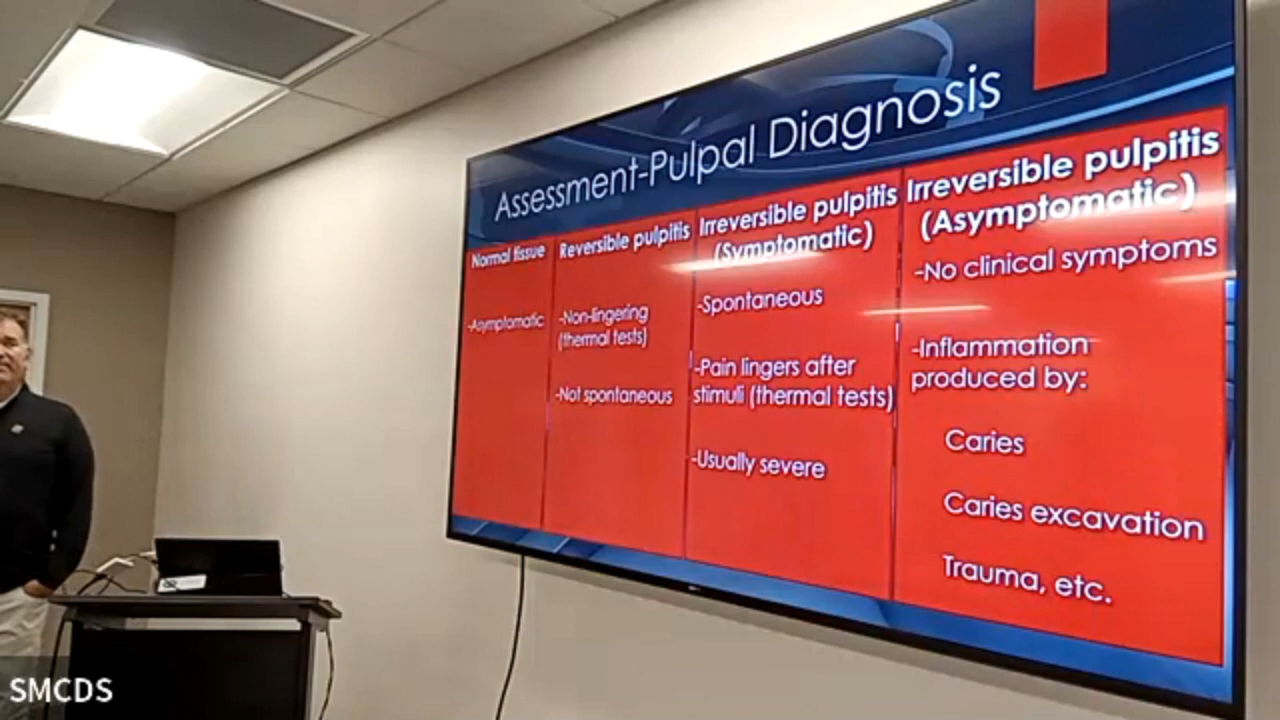 Assessment-Pulpal Diagnosis
Normal tissue
-Asymptomatic
Reversible pulpitis
-Non-lingering
(thermal tests)
-Not spontaneous
Irreversible pulpitis
(Symptomatic)
-Spontaneous
-Pain lingers after
stimuli (thermal tests)
-Usually severe
Irreversible pulpitis
(Asymptomatic)
-No clinical symptoms
-Inflammation
produced by:
Caries
Caries excavation
Trauma, etc.
SMCDS